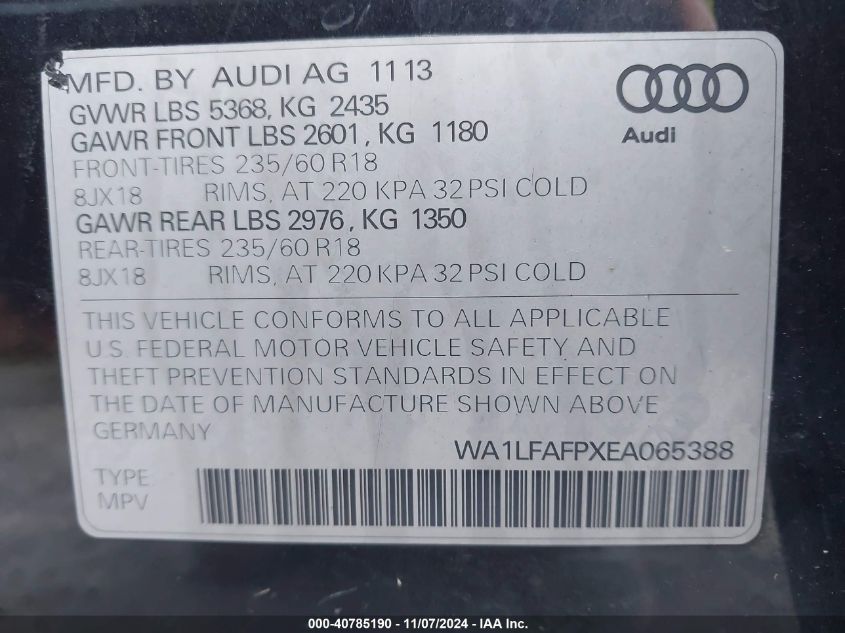 MFD. BY AUDI AG 1113
GVWR LBS 5368, KG 2435
GAWR FRONT LBS 2601, KG 1180
FRONT-TIRES 235/60 R18
8JX18 RIMS, AT 220 KPA 32 PSI COLD
GAWR REAR LBS 2976, KG 1350
REAR-TIRES 235/60 R18
8JX18 RIMS, AT 220 KPA 32 PSI COLD
Audi
THIS VEHICLE CONFORMS TO ALL APPLICABLE
U.S. FEDERAL MOTOR VEHICLE SAFETY AND
THEFT PREVENTION STANDARDS IN EFFECT ON
THE DATE OF MANUFACTURE SHOWN ABOVE
GERMANY
WA1LFAFPXEA065388
TYPE
MPV
000-40785190 - 11/07/2024 - IAA Inc.